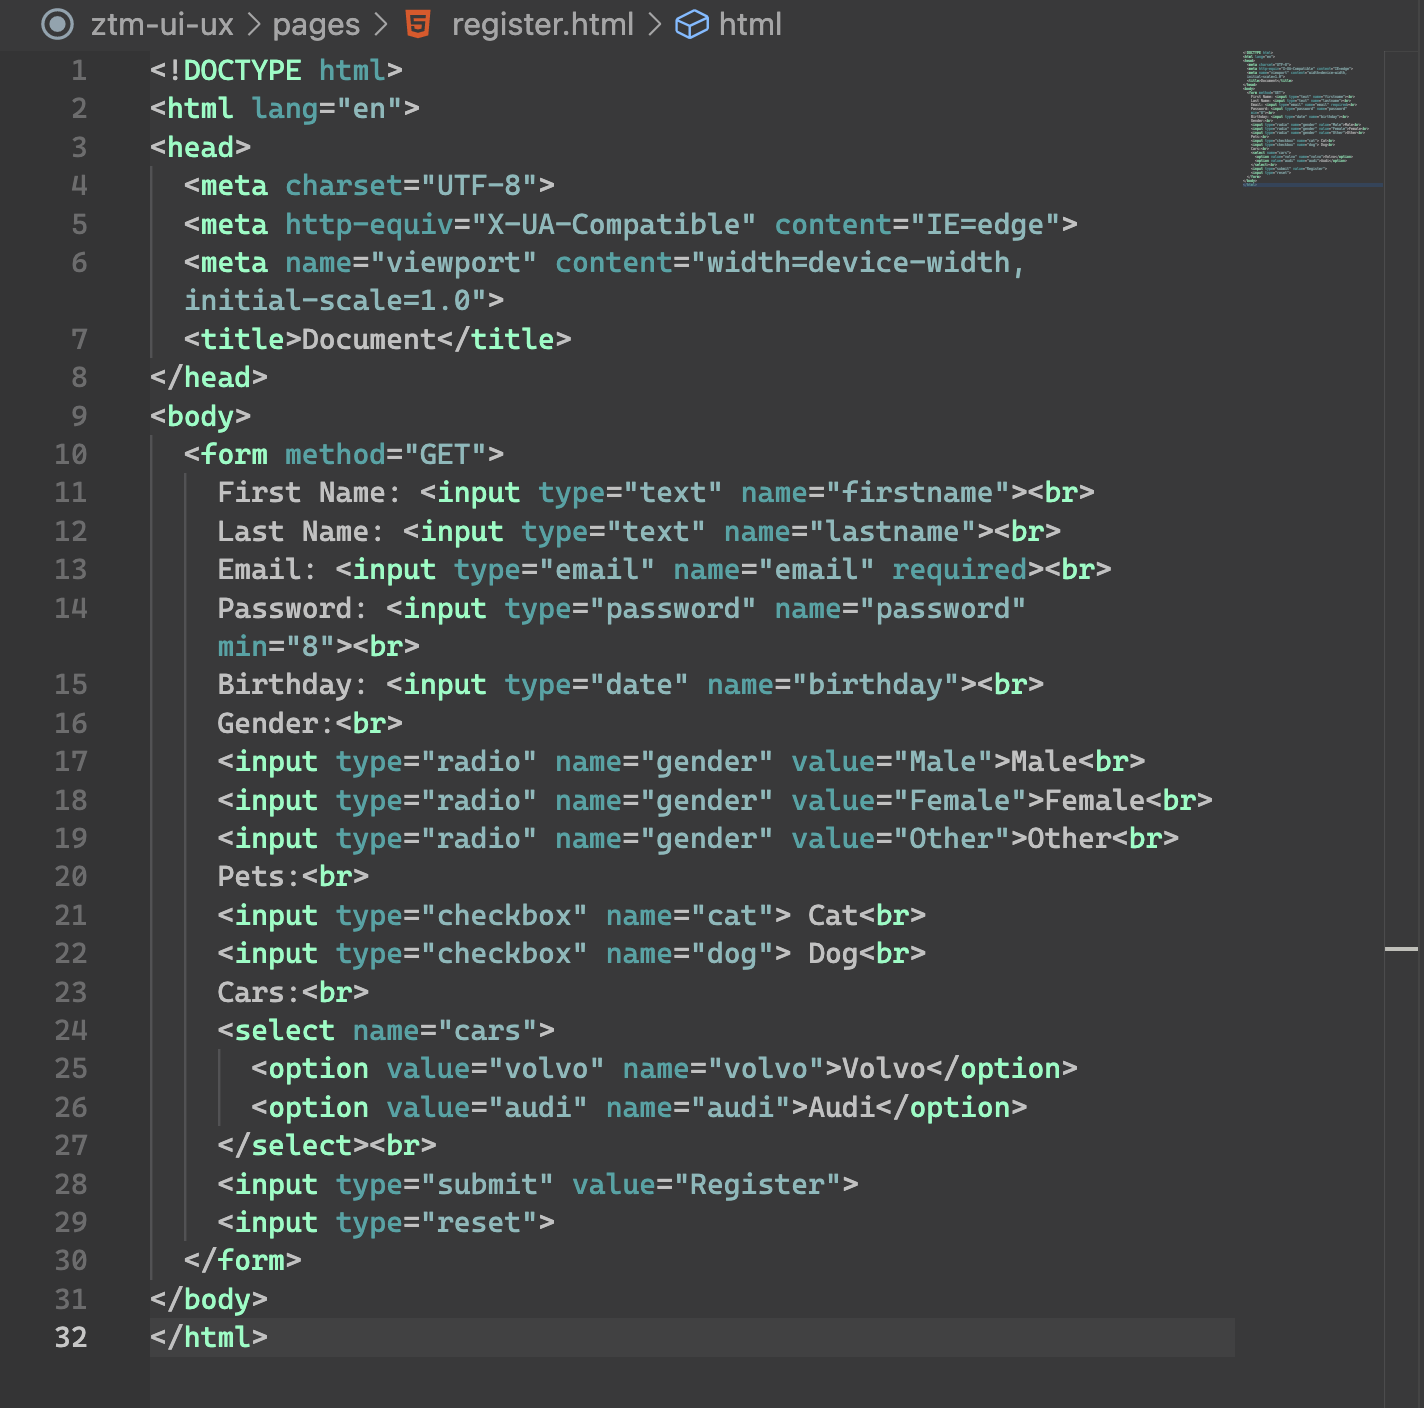 ztm-ui-ux > pages > register.html > html
1 <!DOCTYPE html>
2 <html lang="en">
3 <head>
4   <meta charset="UTF-8">
5   <meta http-equiv="X-UA-Compatible" content="IE=edge">
6   <meta name="viewport" content="width=device-width,
  initial-scale=1.0">
7   <title>Document</title>
8 </head>
9 <body>
10   <form method="GET">
11     First Name: <input type="text" name="firstname"><br>
12     Last Name: <input type="text" name="lastname"><br>
13     Email: <input type="email" name="email" required><br>
14     Password: <input type="password" name="password"
    min="8"><br>
15     Birthday: <input type="date" name="birthday"><br>
16     Gender:<br>
17     <input type="radio" name="gender" value="Male">Male<br>
18     <input type="radio" name="gender" value="Female">Female<br>
19     <input type="radio" name="gender" value="Other">Other<br>
20     Pets:<br>
21     <input type="checkbox" name="cat"> Cat<br>
22     <input type="checkbox" name="dog"> Dog<br>
23     Cars:<br>
24     <select name="cars">
25       <option value="volvo" name="volvo">Volvo</option>
26       <option value="audi" name="audi">Audi</option>
27     </select><br>
28     <input type="submit" value="Register">
29     <input type="reset">
30   </form>
31 </body>
32 </html>